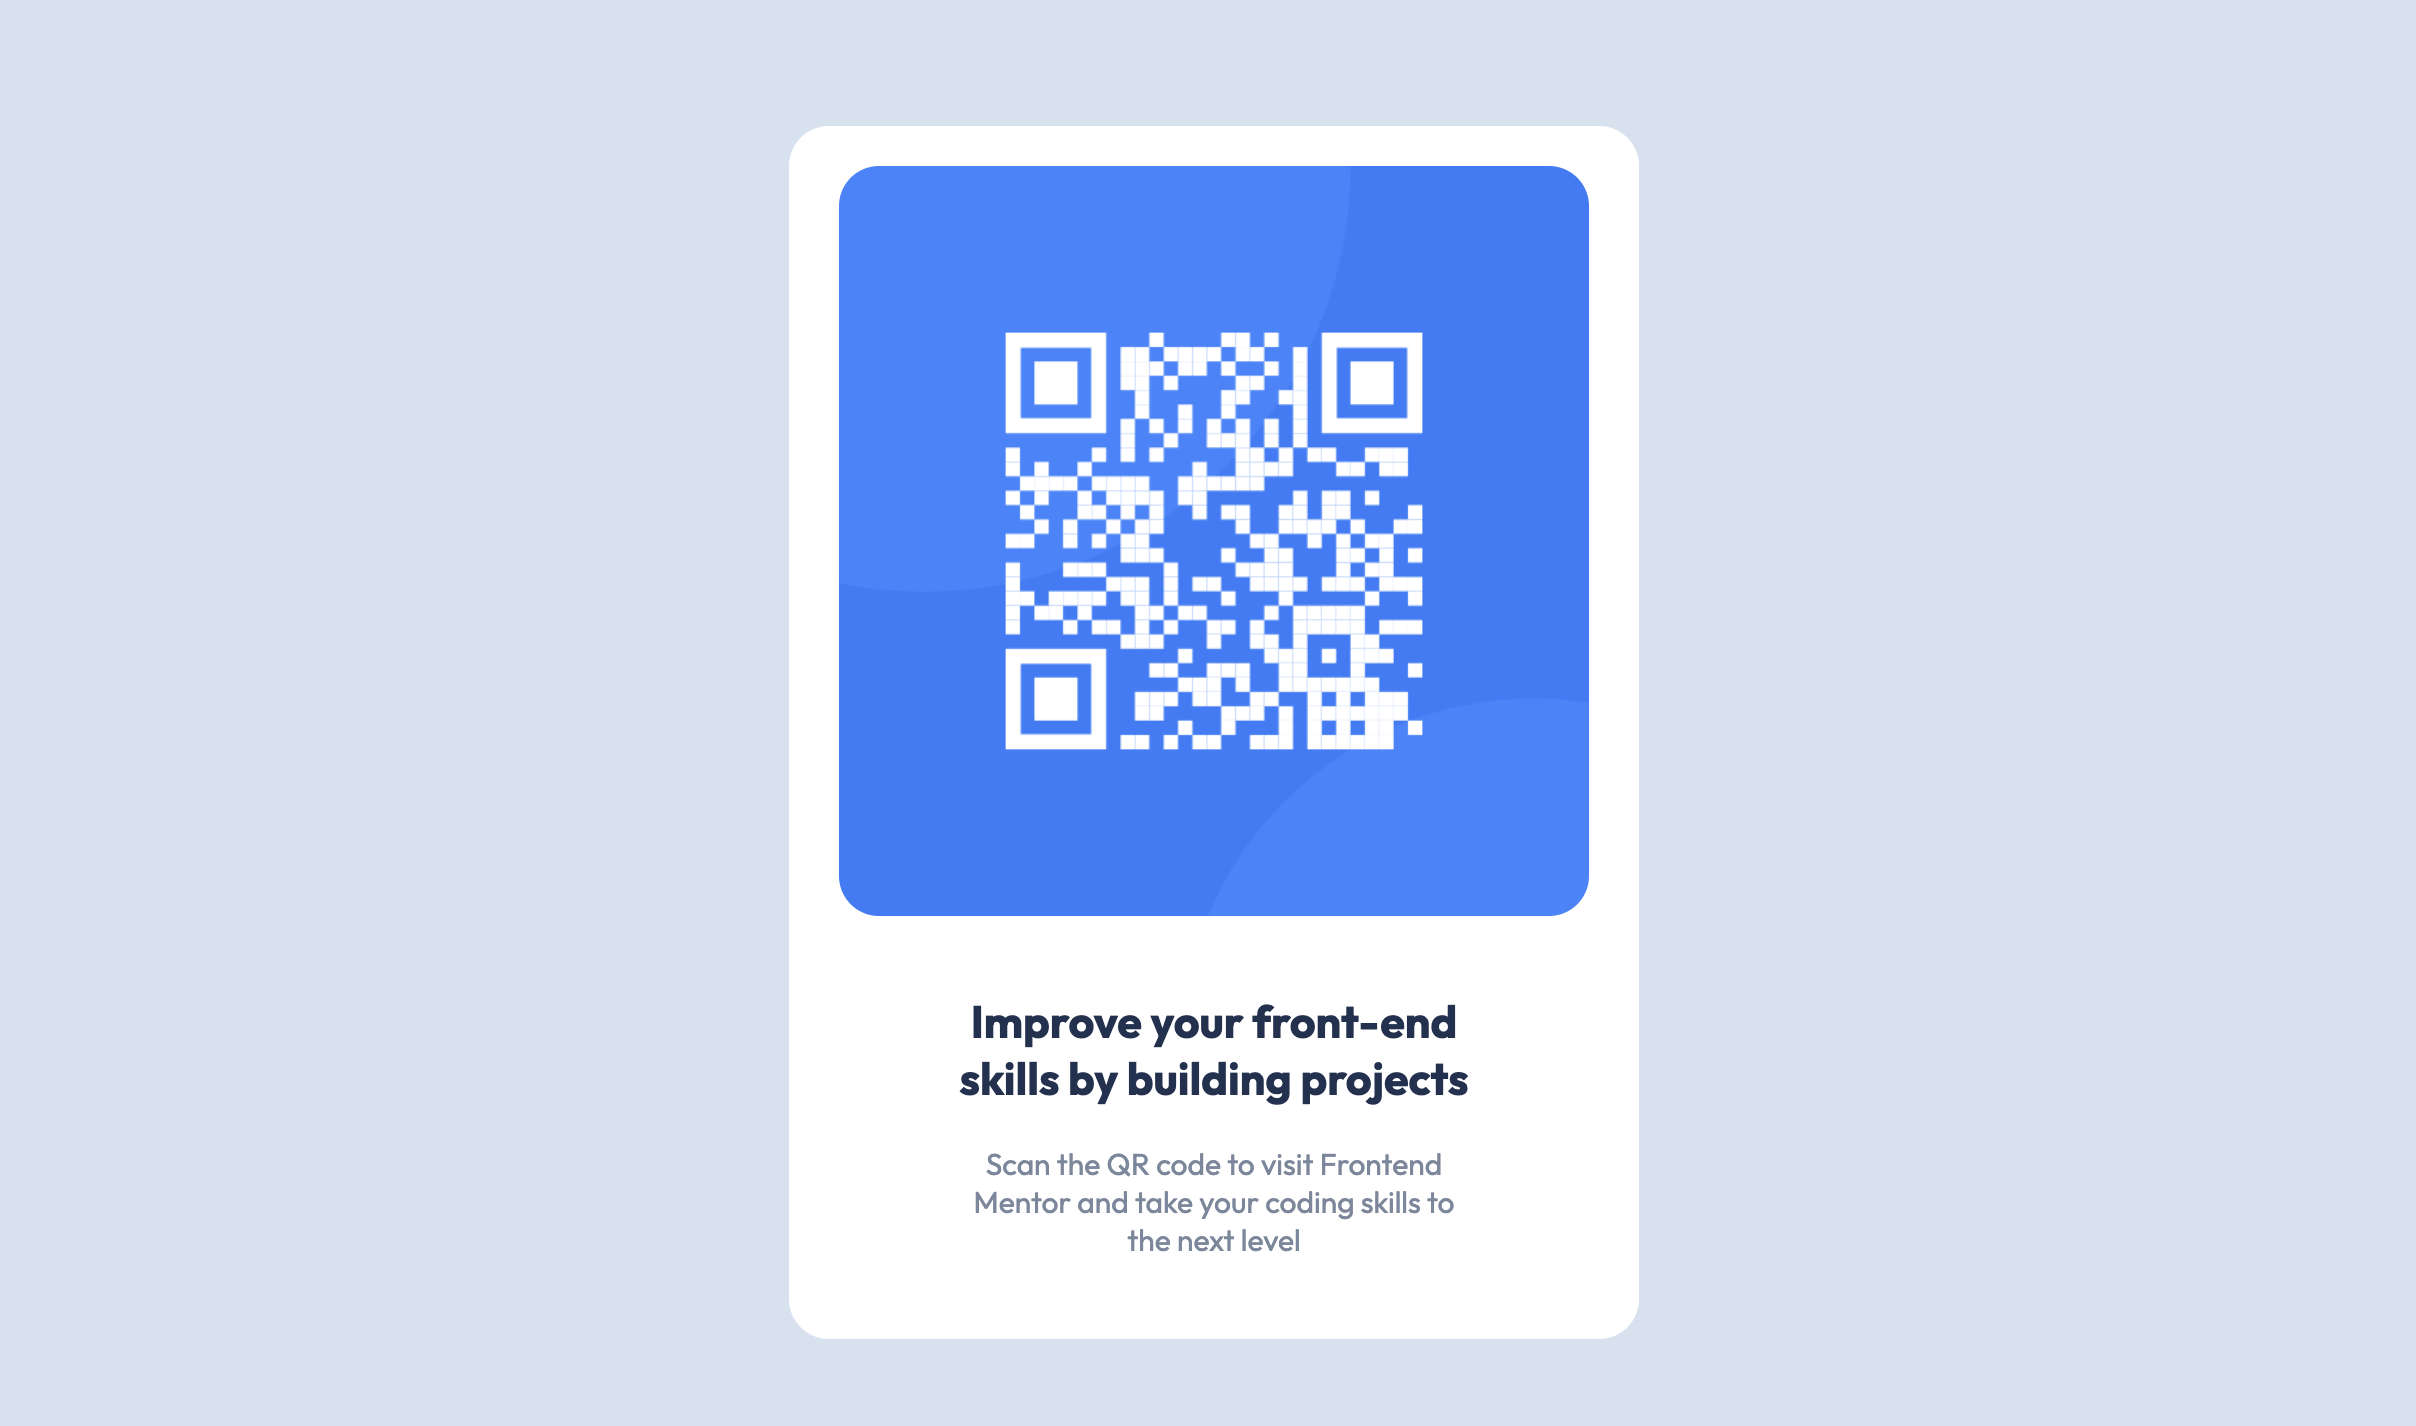 Improve your front-end
skills by building projects
Scan the QR code to visit Frontend
Mentor and take your coding skills to
the next level